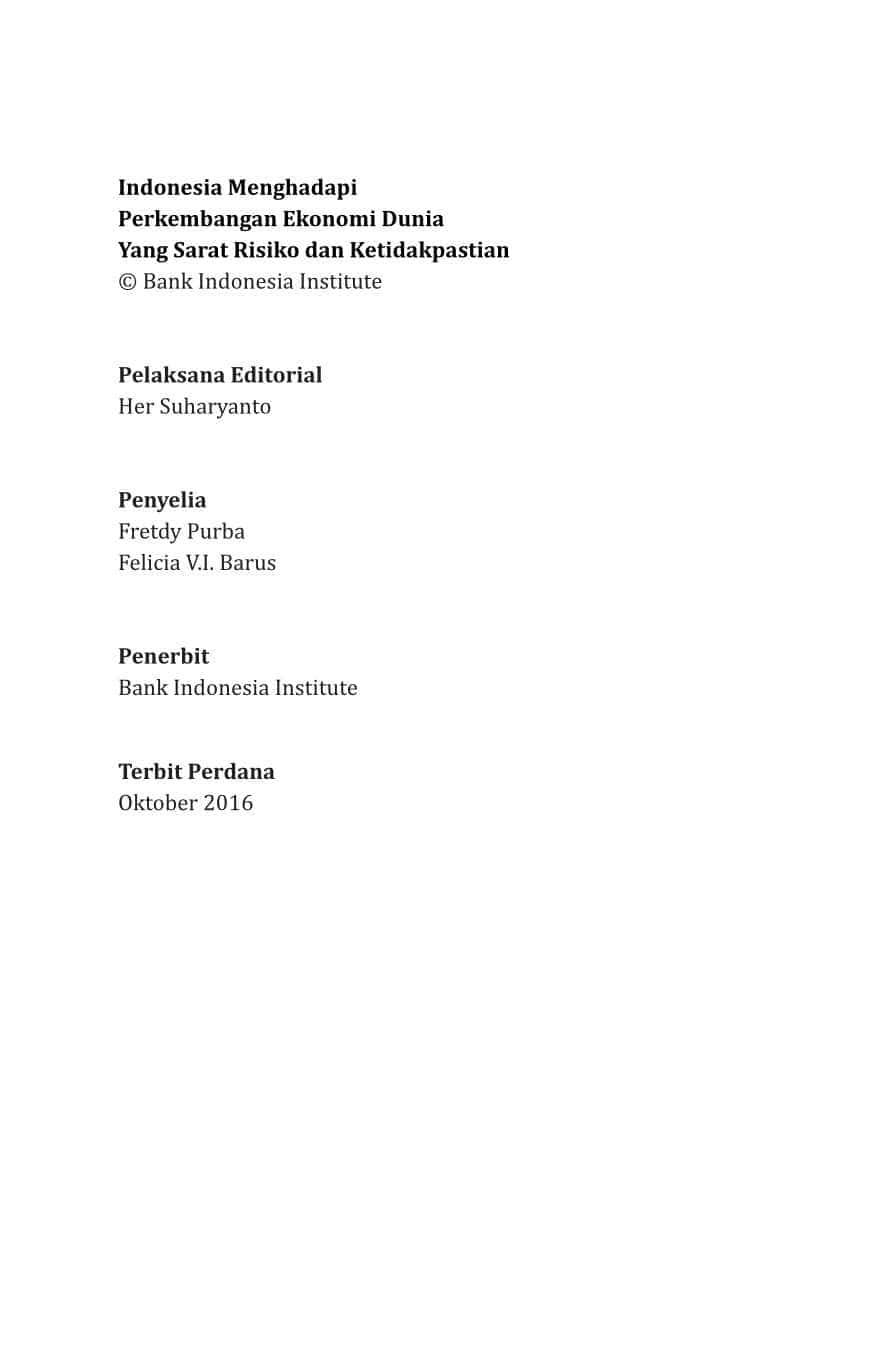 Indonesia Menghadapi
Perkembangan Ekonomi Dunia
Yang Sarat Risiko dan Ketidakpastian
© Bank Indonesia Institute
Pelaksana Editorial
Her Suharyanto
Penyelia
Fretdy Purba
Felicia V.I. Barus
Penerbit
Bank Indonesia Institute
Terbit Perdana
Oktober 2016